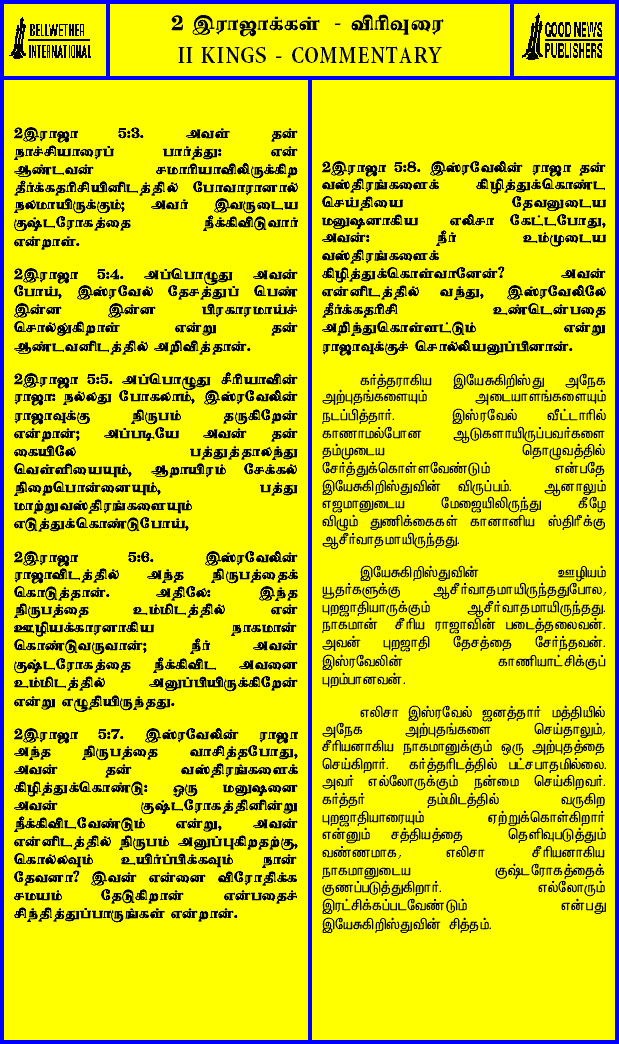 BELLWETHER
INTERNATIONAL
2 இராஜாக்கள் - விரிவுரை
II KINGS - COMMENTARY
GOOD NEWS
PUBLISHERS
2இராஜா 5:3. அவள் தன்
நாச்சியாரைப் பார்த்து: என்
ஆண்டவன் சமாரியாவிலிருக்கிற
தீர்க்கதரிசியினிடத்தில் போவாரானால்
நலமாயிருக்கும்; அவர் இவருடைய
குஷ்டரோகத்தை நீக்கிவிடுவார்
என்றாள்.
2இராஜா 5:4. அப்பொழுது அவன்
போய், இஸ்ரவேல் தேசத்துப் பெண்
இன்ன இன்ன பிரகாரமாய்ச்
சொல்லுகிறாள் என்று தன்
ஆண்டவனிடத்தில் அறிவித்தான்.
2இராஜா 5:5. அப்பொழுது சீரியாவின்
ராஜா: நல்லது போகலாம், இஸ்ரவேலின்
ராஜாவுக்கு நிருபம் தருகிறேன்
என்றான்; அப்படியே அவன் தன்
கையிலே பத்துத்தாலந்து
வெள்ளியையும், ஆறாயிரம் சேக்கல்
நிறைபொன்னையும், பத்து
மாற்றுவஸ்திரங்களையும்
எடுத்துக்கொண்டுபோய்,
2இராஜா 5:6. இஸ்ரவேலின்
ராஜாவிடத்தில் அந்த நிருபத்தைக்
கொடுத்தான். அதிலே: இந்த
நிருபத்தை உம்மிடத்தில் என்
ஊழியக்காரனாகிய நாகமான்
கொண்டுவருவான்; நீர் அவன்
குஷ்டரோகத்தை நீக்கிவிட அவனை
உம்மிடத்தில் அனுப்பியிருக்கிறேன்
என்று எழுதியிருந்தது.
2இராஜா 5:7. இஸ்ரவேலின் ராஜா
அந்த நிருபத்தை வாசித்தபோது,
அவன் தன் வஸ்திரங்களைக்
கிழித்துக்கொண்டு: ஒரு மனுஷனை
அவன் குஷ்டரோகத்தினின்று
நீக்கிவிடவேண்டும் என்று, அவன்
என்னிடத்தில் நிருபம் அனுப்புகிறதற்கு,
கொல்லவும் உயிர்ப்பிக்கவும் நான்
தேவனா? இவன் என்னை விரோதிக்க
சமயம் தேடுகிறான் என்பதைச்
சிந்தித்துப்பாருங்கள் என்றான்.
2இராஜா 5:8. இஸ்ரவேலின் ராஜா தன்
வஸ்திரங்களைக் கிழித்துக்கொண்ட
செய்தியை தேவனுடைய
மனுஷனாகிய எலிசா கேட்டபோது,
அவன்: நீர் உம்முடைய
வஸ்திரங்களைக்
கிழித்துக்கொள்வானேன்? அவன்
என்னிடத்தில் வந்து, இஸ்ரவேலிலே
தீர்க்கதரிசி உண்டென்பதை
அறிந்துகொள்ளட்டும் என்று
ராஜாவுக்குச் சொல்லியனுப்பினான்.
கர்த்தராகிய இயேசுகிறிஸ்து அநேக
அற்புதங்களையும் அடையாளங்களையும்
நடப்பித்தார். இஸ்ரவேல் வீட்டாரில்
காணாமல்போன ஆடுகளாயிருப்பவர்களை
தம்முடைய தொழுவத்தில்
சேர்த்துக்கொள்ளவேண்டும் என்பதே
இயேசுகிறிஸ்துவின் விருப்பம். ஆனாலும்
எஜமானுடைய மேஜையிலிருந்து கீழே
விழும் துணிக்கைகள் கானானிய ஸ்திரீக்கு
ஆசீர்வாதமாயிருந்தது.
இயேசுகிறிஸ்துவின் ஊழியம்
யூதர்களுக்கு ஆசீர்வாதமாயிருந்ததுபோல,
புறஜாதியாருக்கும் ஆசீர்வாதமாயிருந்தது.
நாகமான் சீரிய ராஜாவின் படைத்தலைவன்.
அவன் புறஜாதி தேசத்தை சேர்ந்தவன்.
இஸ்ரவேலின் காணியாட்சிக்குப்
புறம்பானவன்.
எலிசா இஸ்ரவேல் ஜனத்தார் மத்தியில்
அநேக அற்புதங்களை செய்தாலும்,
சீரியனாகிய நாகமானுக்கும் ஒரு அற்புதத்தை
செய்கிறார். கர்த்தரிடத்தில் பட்சபாதமில்லை.
அவர் எல்லோருக்கும் நன்மை செய்கிறவர்.
கர்த்தர் தம்மிடத்தில் வருகிற
புறஜாதியாரையும் ஏற்றுக்கொள்கிறார்
என்னும் சத்தியத்தை தெளிவுபடுத்தும்
வண்ணமாக, எலிசா சீரியனாகிய
நாகமானுடைய குஷ்டரோகத்தைக்
குணப்படுத்துகிறார். எல்லோரும்
இரட்சிக்கப்படவேண்டும் என்பது
இயேசுகிறிஸ்துவின் சித்தம்.